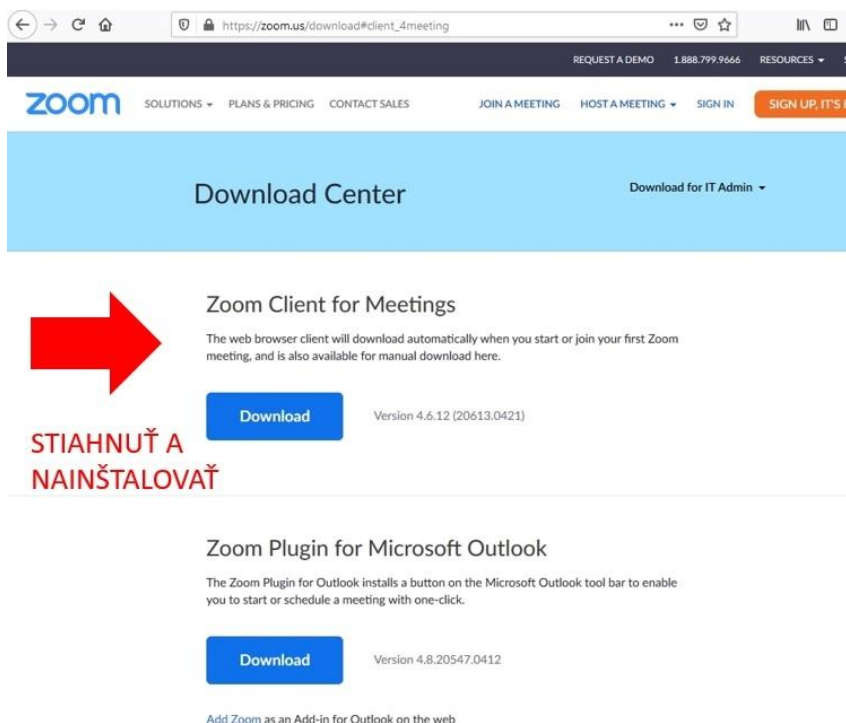 https://zoom.us/download#client_4meeting
REQUEST A DEMO 1.888.799.9666 RESOURCES
zoom SOLUTIONS PLANS & PRICING CONTACT SALES JOIN A MEETING HOST A MEETING SIGN IN SIGN UP, IT'S
Download Center
Download for IT Admin
Zoom Client for Meetings
The web browser client will download automatically when you start or join your first Zoom
meeting, and is also available for manual download here.
Download Version 4.6.12 (20613.0421)
STIAHNUŤ A
NAINŠTALOVAŤ
Zoom Plugin for Microsoft Outlook
The Zoom Plugin for Outlook installs a button on the Microsoft Outlook tool bar to enable
you to start or schedule a meeting with one-click.
Download Version 4.8.20547.0412
Add Zoom as an Add-in for Outlook on the web